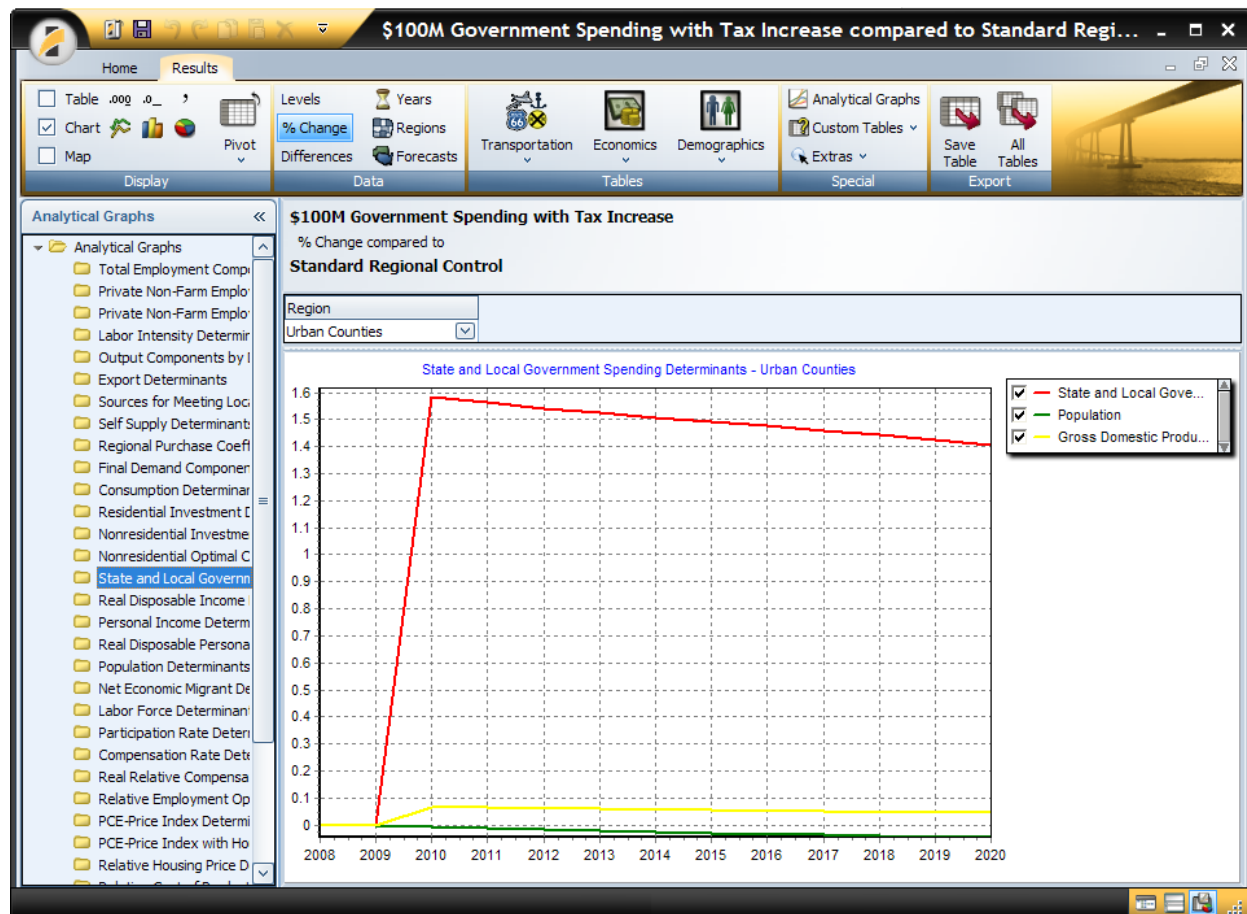 $100M Government Spending with Tax Increase compared to Standard Regi...
Home Results
Table .000 .0_ ,
Chart
Map
Pivot
Display
Levels
% Change
Differences
Years
Regions
Forecasts
Data
Transportation
Economics
Demographics
Tables
Analytical Graphs
Custom Tables
Extras
Special
Save Table
All Tables
Export
Analytical Graphs «
Analytical Graphs
Total Employment Comp
Private Non-Farm Emplo
Private Non-Farm Emplo
Labor Intensity Determin
Output Components by I
Export Determinants
Sources for Meeting Loca
Self Supply Determinants
Regional Purchase Coeff
Final Demand Componen
Consumption Determinan
Residential Investment D
Nonresidential Investme
Nonresidential Optimal C
State and Local Governm
Real Disposable Income
Personal Income Determ
Real Disposable Persona
Population Determinants
Net Economic Migrant De
Labor Force Determinan
Participation Rate Deter
Compensation Rate Dete
Real Relative Compensa
Relative Employment Op
PCE-Price Index Determi
PCE-Price Index with Ho
Relative Housing Price D
$100M Government Spending with Tax Increase
% Change compared to
Standard Regional Control
Region
Urban Counties
State and Local Government Spending Determinants - Urban Counties
1.6
1.5
1.4
1.3
1.2
1.1
1
0.9
0.8
0.7
0.6
0.5
0.4
0.3
0.2
0.1
0
2008 2009 2010 2011 2012 2013 2014 2015 2016 2017 2018 2019 2020
State and Local Gove...
Population
Gross Domestic Produ...